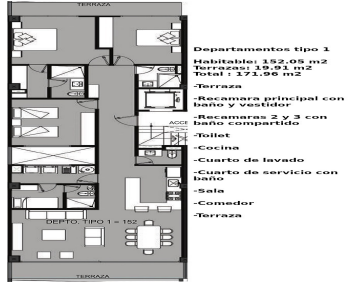 TERRAZA
Departamentos tipo 1
Habitable: 152.05 m2
Terrazas: 19.91 m2
Total : 171.96 m2
-Terraza
-Recamara principal con
baño y vestidor
-Recamaras 2 y 3 con
baño compartido
ACCE
-Toilet
-Cocina
-Cuarto de lavado
-Cuarto de servicio con
baño
-Sala
-Comedor
-Terraza
DEPTO. TIPO 1 = 152
TERRAZA